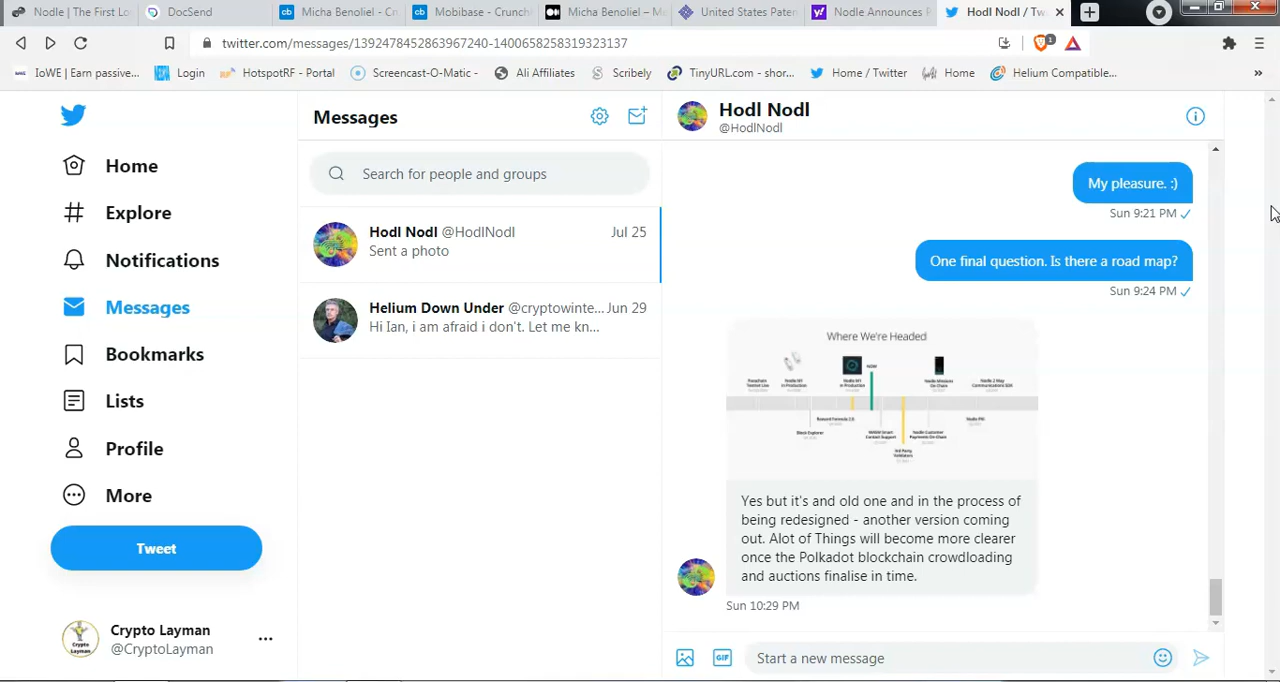 Nodle | The First Lo
DocSend
Micha Benoliel - Cr
Mobibase - Crunch
Micha Benoliel – Me
United States Paten
Nodle Announces P
Hodl Nodl / Tw
twitter.com/messages/1392478452863967240-1400658258319323137
IoWE | Earn passive...
Login
HotspotRF - Portal
Screencast-O-Matic -
Ali Affiliates
Scribely
TinyURL.com - shor...
Home / Twitter
Home
Helium Compatible...
»
Home
Explore
Notifications
Messages
Bookmarks
Lists
Profile
More
Tweet
Crypto Layman
@CryptoLayman
Messages
Search for people and groups
Hodl Nodl @HodlNodl Jul 25
Sent a photo
Helium Down Under @cryptowinte... Jun 29
Hi Ian, i am afraid i don't. Let me kn...
Hodl Nodl
@HodlNodl
My pleasure. :)
Sun 9:21 PM
One final question. Is there a road map?
Sun 9:24 PM
Where We're Headed
NOW
Block Explorer
Yes but it's and old one and in the process of
being redesigned - another version coming
out. Alot of Things will become more clearer
once the Polkadot blockchain crowdloading
and auctions finalise in time.
Sun 10:29 PM
GIF
Start a new message